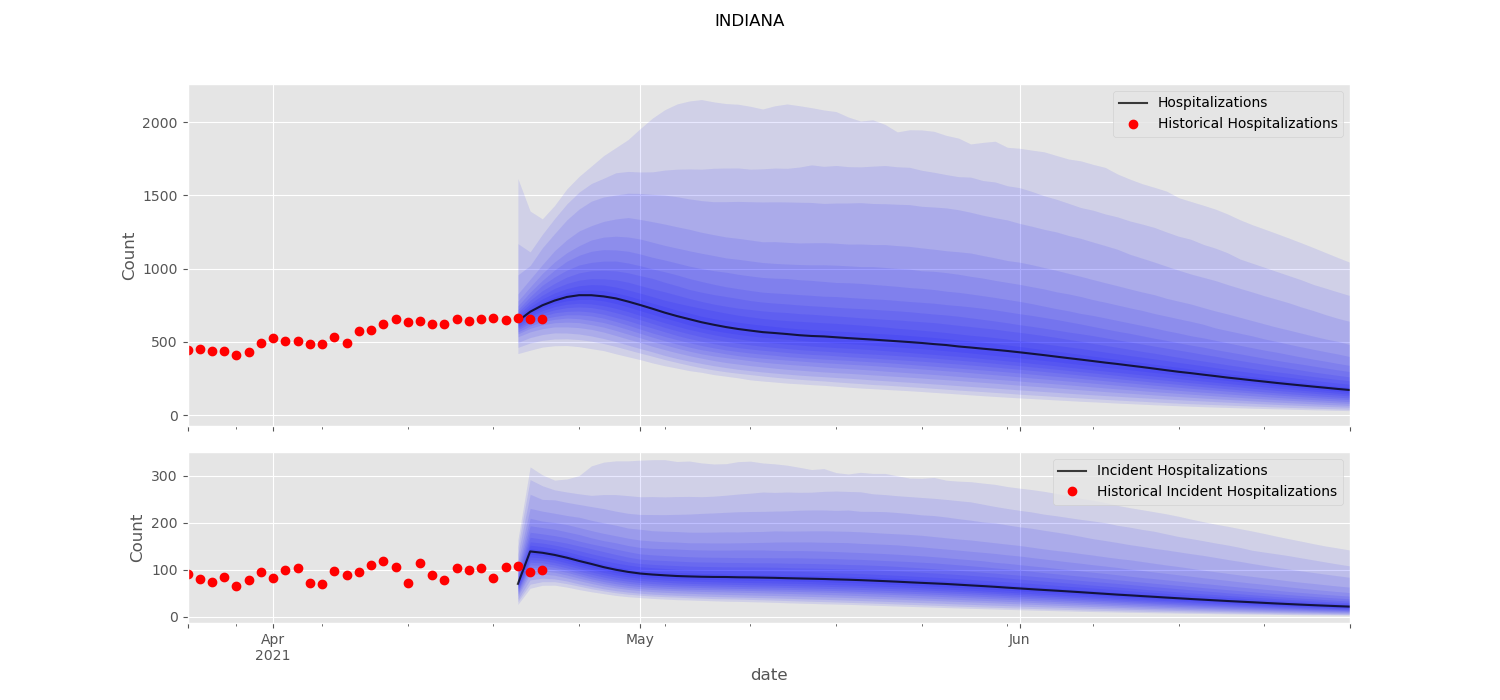 INDIANA
2000
1500
1000
500
0
Count
Hospitalizations
Historical Hospitalizations
300
200
100
0
Count
Incident Hospitalizations
Historical Incident Hospitalizations
Apr
2021
May
Jun
date